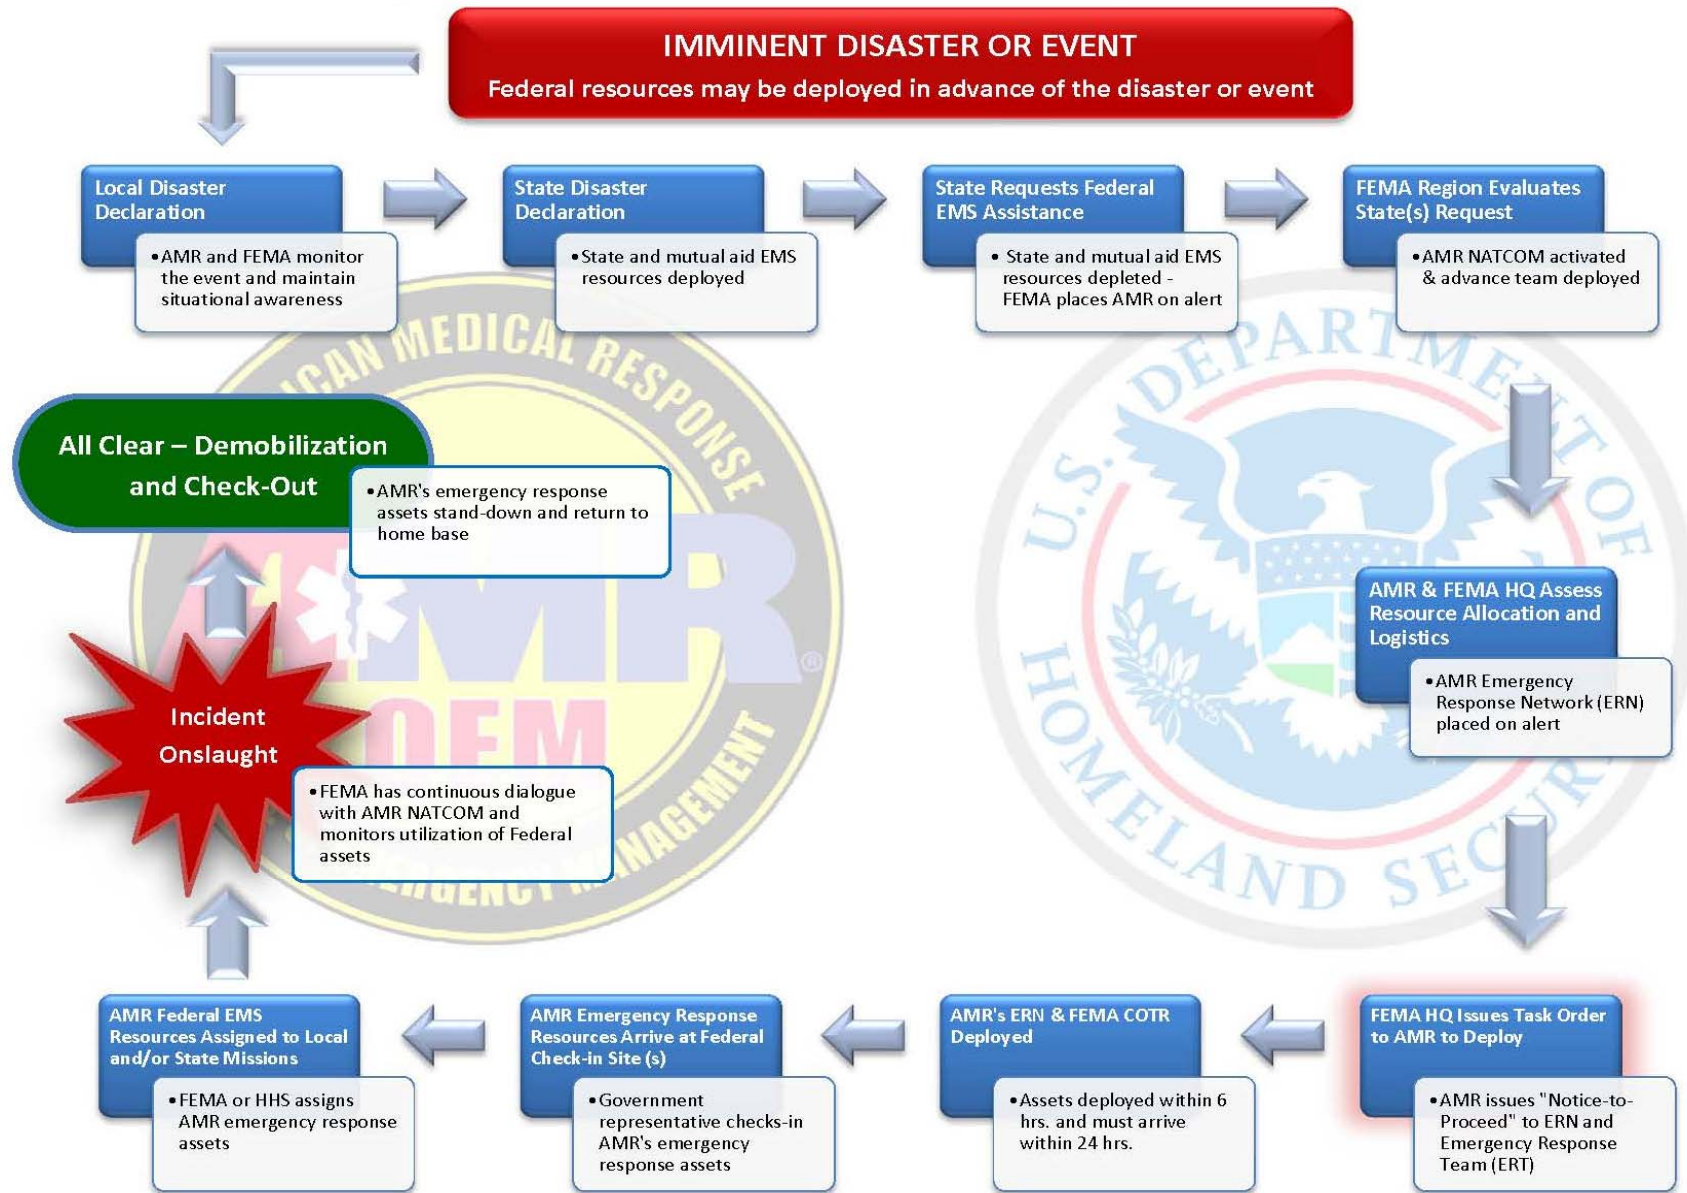 IMMINENT DISASTER OR EVENT
Federal resources may be deployed in advance of the disaster or event
Local Disaster
Declaration
•AMR and FEMA monitor
the event and maintain
situational awareness
State Disaster
Declaration
•State and mutual aid EMS
resources deployed
State Requests Federal
EMS Assistance
• State and mutual aid EMS
resources depleted -
FEMA places AMR on alert
FEMA Region Evaluates
State(s) Request
•AMR NATCOM activated
& advance team deployed
AMR & FEMA HQ Assess
Resource Allocation and
Logistics
•AMR Emergency
Response Network (ERN)
placed on alert
FEMA HQ Issues Task Order
to AMR to Deploy
•AMR issues "Notice-to-
Proceed" to ERN and
Emergency Response
Team (ERT)
AMR's ERN & FEMA COTR
Deployed
•Assets deployed within 6
hrs. and must arrive
within 24 hrs.
AMR Emergency Response
Resources Arrive at Federal
Check-in Site (s)
•Government
representative checks-in
AMR's emergency
response assets
AMR Federal EMS
Resources Assigned to Local
and/or State Missions
•FEMA or HHS assigns
AMR emergency response
assets
Incident
Onslaught
•FEMA has continuous dialogue
with AMR NATCOM and
monitors utilization of Federal
assets
All Clear – Demobilization
and Check-Out
•AMR's emergency response
assets stand-down and return to
home base
MEDICAL RESPONSE
AMR
®
OEM
MANAGEMENT
U.S. DEPARTMENT OF
HOMELAND